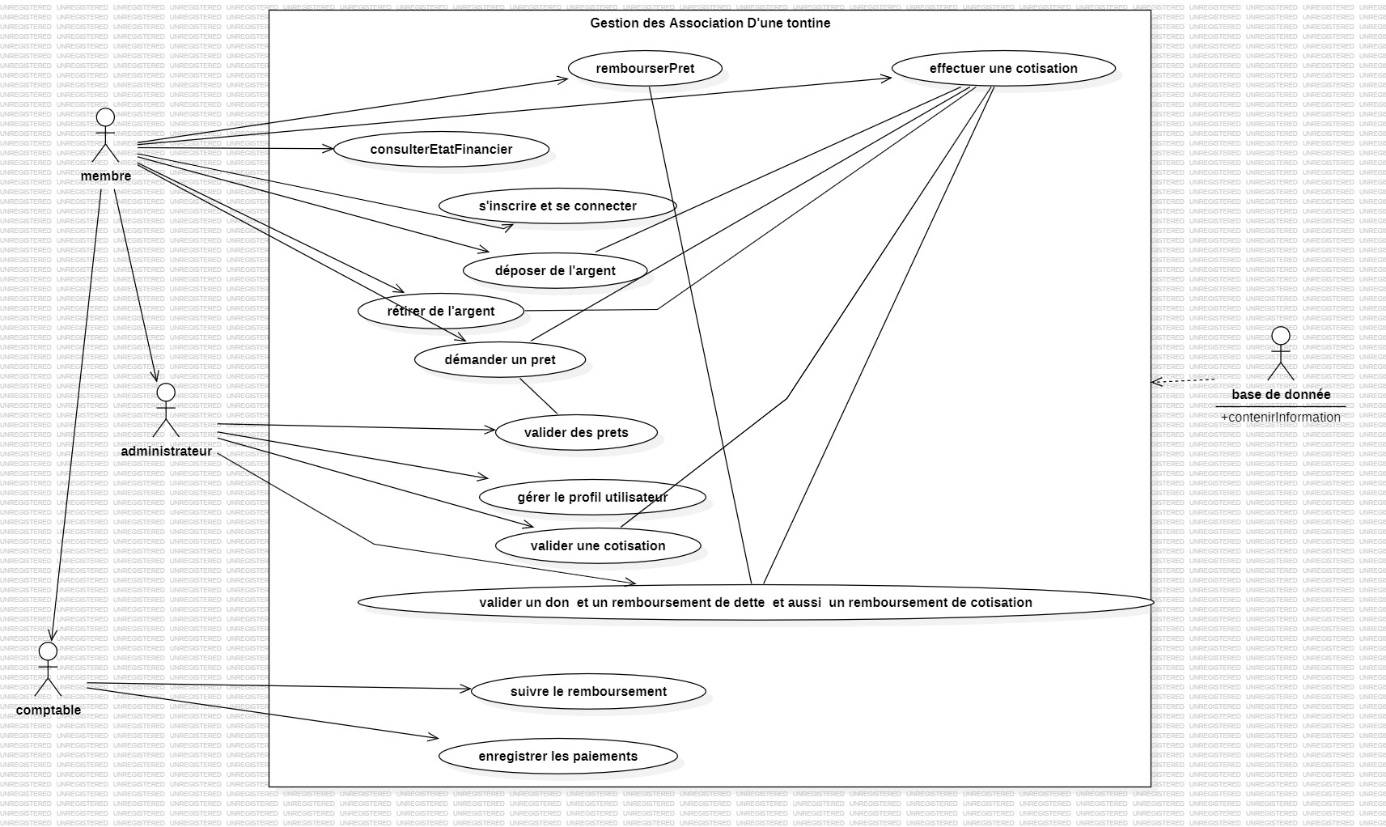 Gestion des Association D'une tontine
rembourserPret
effectuer une cotisation
consulterEtatFinancier
membre
s'inscrire et se connecter
déposer de l'argent
rétirer de l'argent
démander un pret
base de donnée
+contenirInformation
valider des prets
administrateur
gérer le profil utilisateur
valider une cotisation
valider un don et un remboursement de dette et aussi un remboursement de cotisation
suivre le remboursement
comptable
enregistrer les paiements
UNREGISTERED